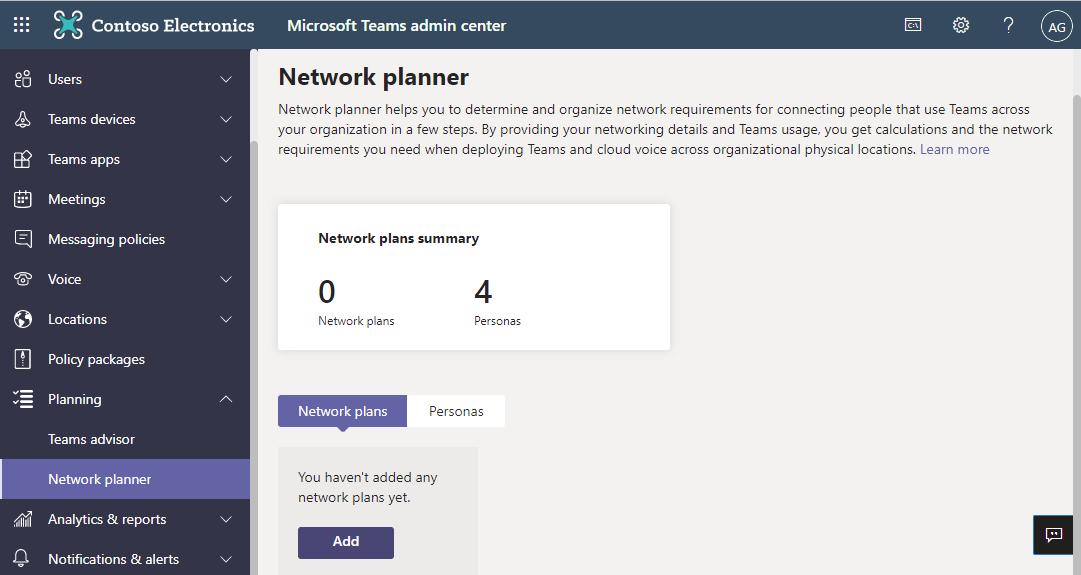 Contoso Electronics
Microsoft Teams admin center
AG
Users
Teams devices
Teams apps
Meetings
Messaging policies
Voice
Locations
Policy packages
Planning
Teams advisor
Network planner
Analytics & reports
Notifications & alerts
Network planner
Network planner helps you to determine and organize network requirements for connecting people that use Teams across
your organization in a few steps. By providing your networking details and Teams usage, you get calculations and the network
requirements you need when deploying Teams and cloud voice across organizational physical locations. Learn more
Network plans summary
0
Network plans
4
Personas
Network plans
Personas
You haven't added any
network plans yet.
Add